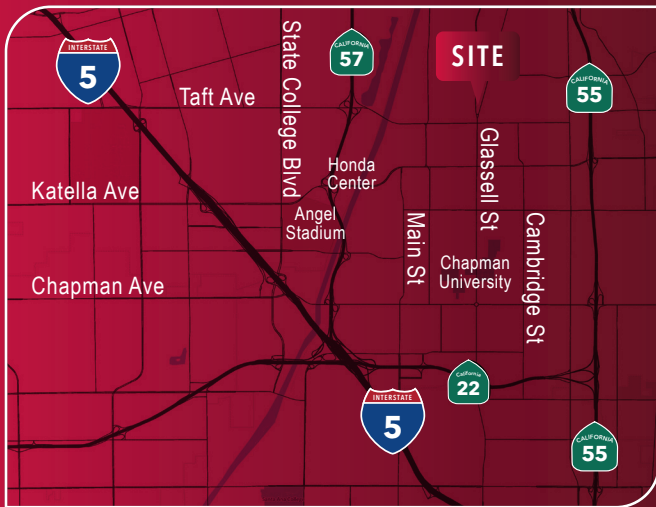 INTERSTATE
5
Taft Ave
State College Blvd
CALIFORNIA
57
SITE
CALIFORNIA
55
Katella Ave
Honda
Center
Glassell St
Angel
Stadium
Main St
Cambridge St
Chapman Ave
Chapman
University
California
22
INTERSTATE
5
CALIFORNIA
55